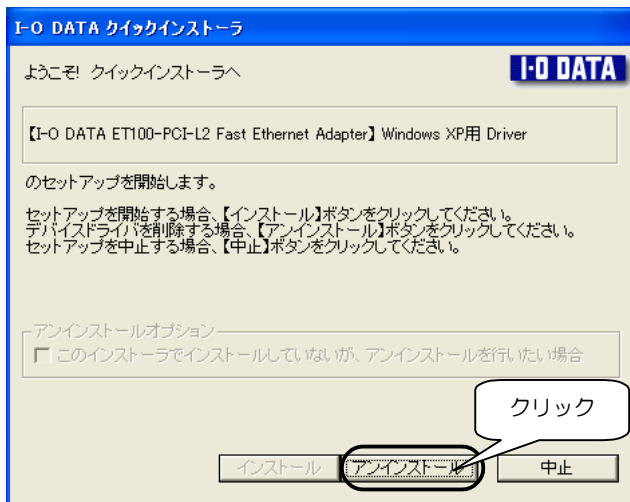 I-O DATA クイックインストーラ
ようこそ! クイックインストーラへ
I-O DATA
【I-O DATA ET100-PCI-L2 Fast Ethernet Adapter】 Windows XP用 Driver
のセットアップを開始します。
セットアップを開始する場合、【インストール】ボタンをクリックしてください。
デバイスドライバを削除する場合、【アンインストール】ボタンをクリックしてください。
セットアップを中止する場合、【中止】ボタンをクリックしてください。
アンインストールオプション
このインストーラでインストールしていないが、アンインストールを行いたい場合
クリック
インストール
アンインストール
中止